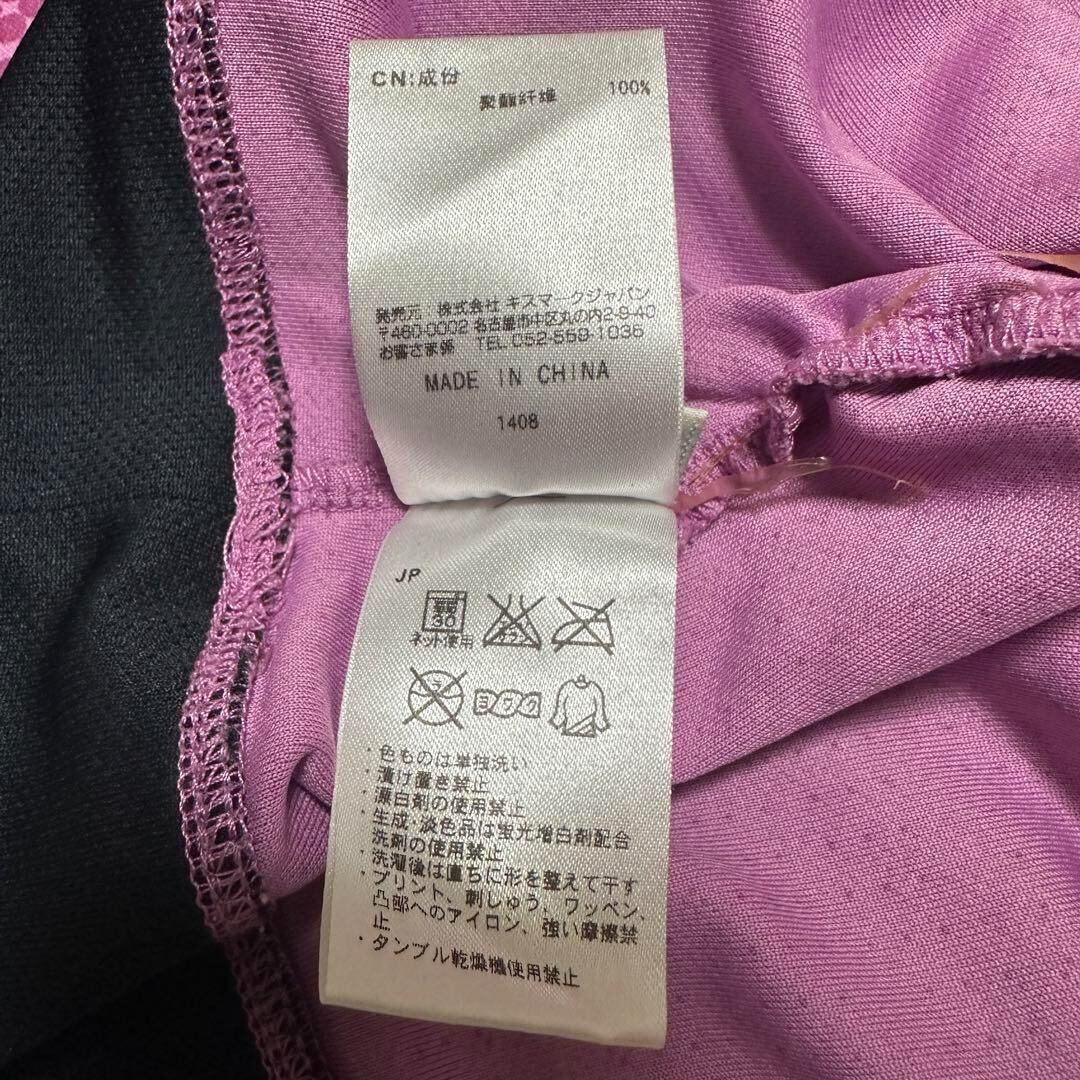 CN:成份
聚酯纤维 100%
発売元 株式会社 キスマークジャパン
〒460-0002 名古屋市中区丸の内2-9-40
お客さま係 TEL 052-559-1036
MADE IN CHINA
1408
JP
30
ネット使用
ドライ
ヨワク
・色ものは単独洗い
・漬け置き禁止
・漂白剤の使用禁止
・生成・淡色品は蛍光増白剤配合
洗剤の使用禁止
・洗濯後は直ちに形を整えて干す
・プリント、刺しゅう、ワッペン、
凸部へのアイロン、強い摩擦禁
止
・タンブル乾燥機使用禁止